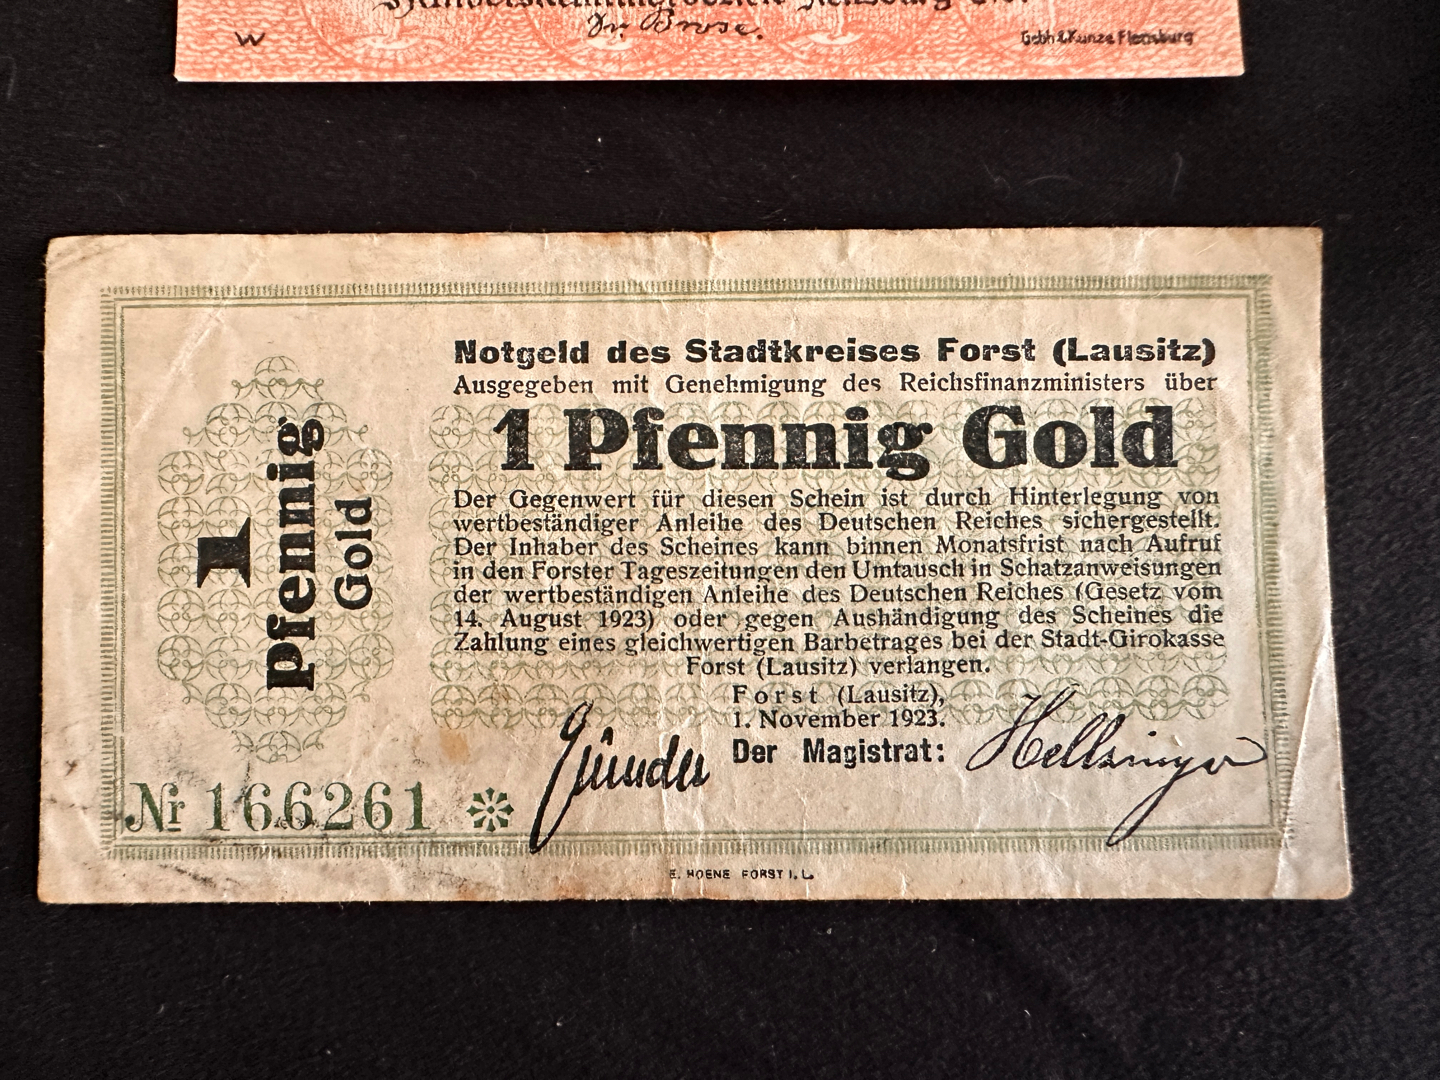 Dr. Brose.
W
Gebh & Kunze Flensburg
Notgeld des Stadtkreises Forst (Lausitz)
Ausgegeben mit Genehmigung des Reichsfinanzministers über
1 Pfennig Gold
Der Gegenwert für diesen Schein ist durch Hinterlegung von
wertbeständiger Anleihe des Deutschen Reiches sichergestellt.
Der Inhaber des Scheines kann binnen Monatsfrist nach Aufruf
in den Forster Tageszeitungen den Umtausch in Schatzanweisungen
der wertbeständigen Anleihe des Deutschen Reiches (Gesetz vom
14. August 1923) oder gegen Aushändigung des Scheines die
Zahlung eines gleichwertigen Barbetrages bei der Stadt-Girokasse
Forst (Lausitz) verlangen.
Forst (Lausitz),
1. November 1923.
Der Magistrat:
1
Pfennig
Gold
Nr 166261
E. HOENE FORST I. L.